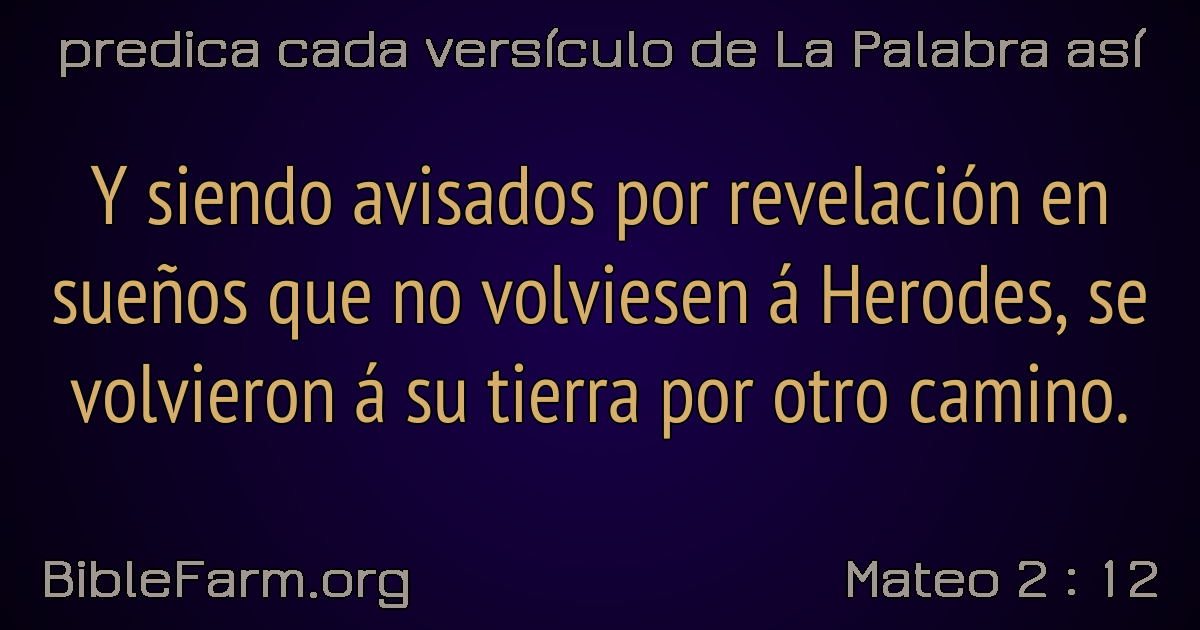 predica cada versículo de La Palabra así
Y siendo avisados por revelación en
sueños que no volviesen á Herodes, se
volvieron á su tierra por otro camino.
BibleFarm.org
Mateo 2 : 12